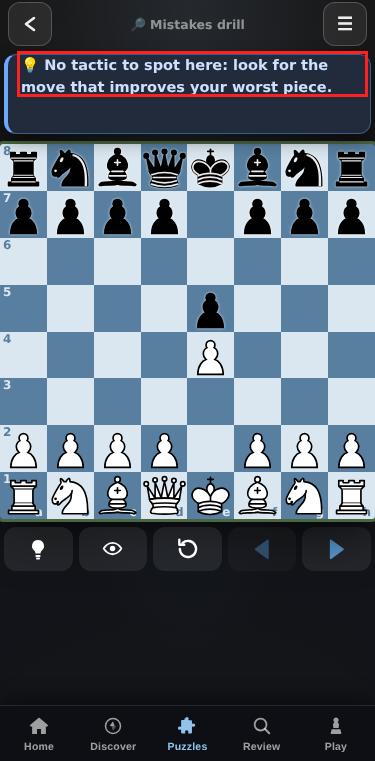 🔎 Mistakes drill
💡 No tactic to spot here: look for the
move that improves your worst piece.
8
7
6
5
4
3
2
1
d e f
Home Discover Puzzles Review Play